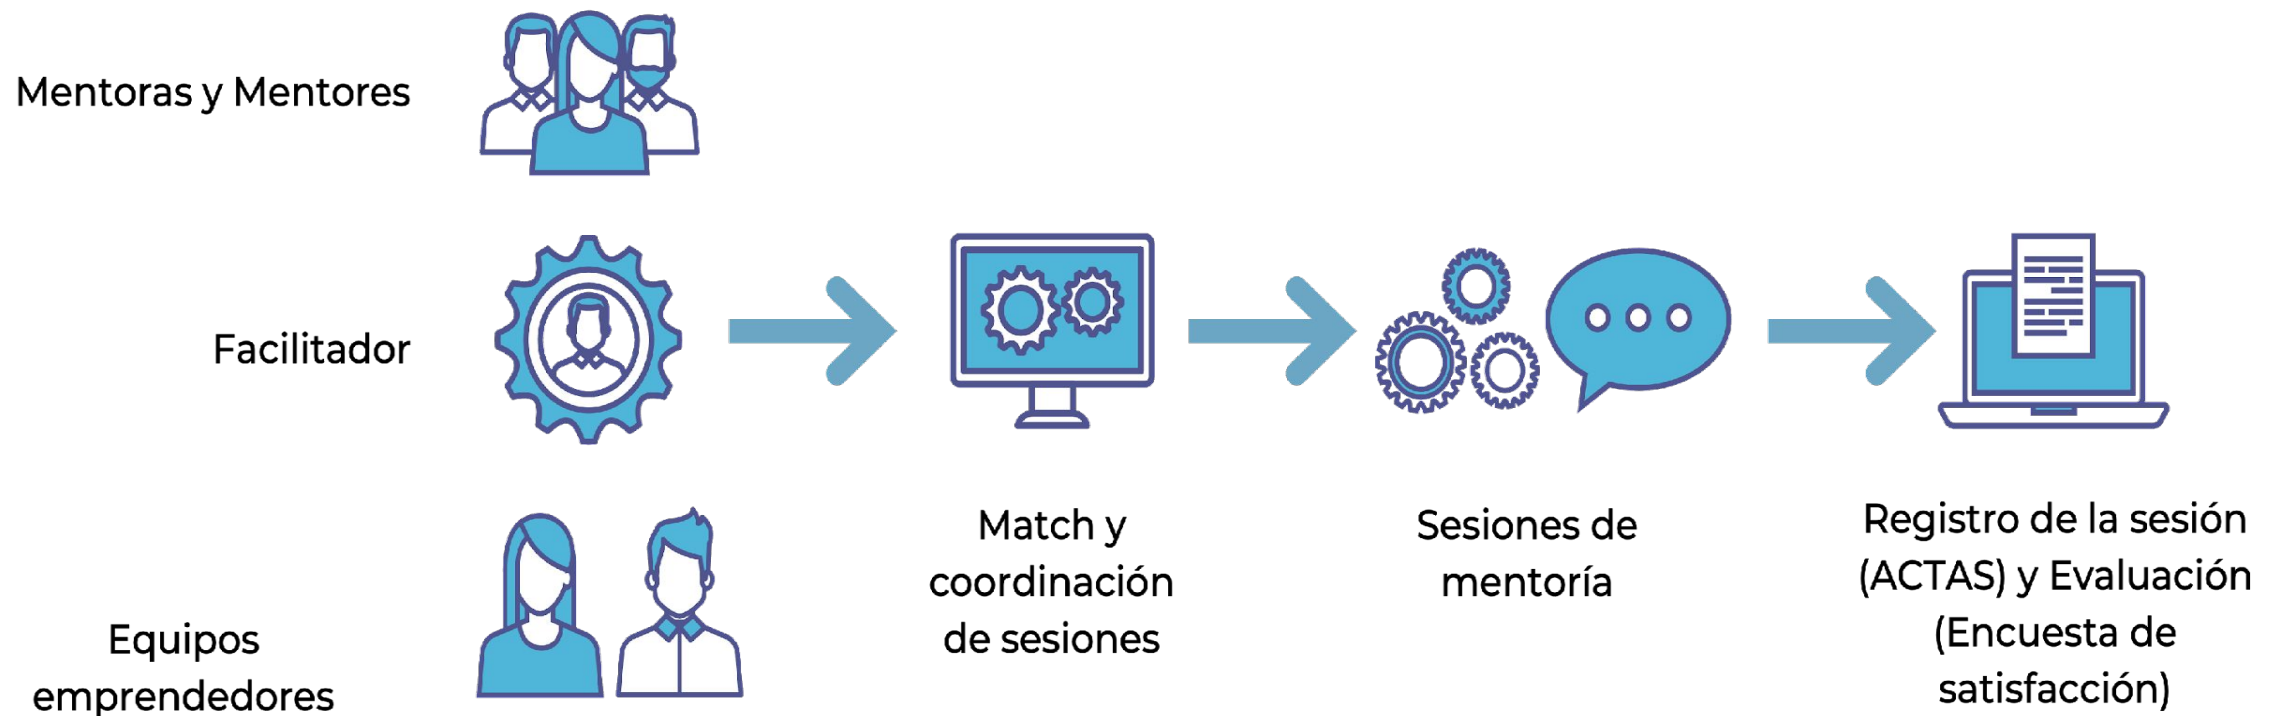 Mentoras y Mentores
Facilitador
Equipos
emprendedores
Match y
coordinación
de sesiones
Sesiones de
mentoría
Registro de la sesión
(ACTAS) y Evaluación
(Encuesta de
satisfacción)